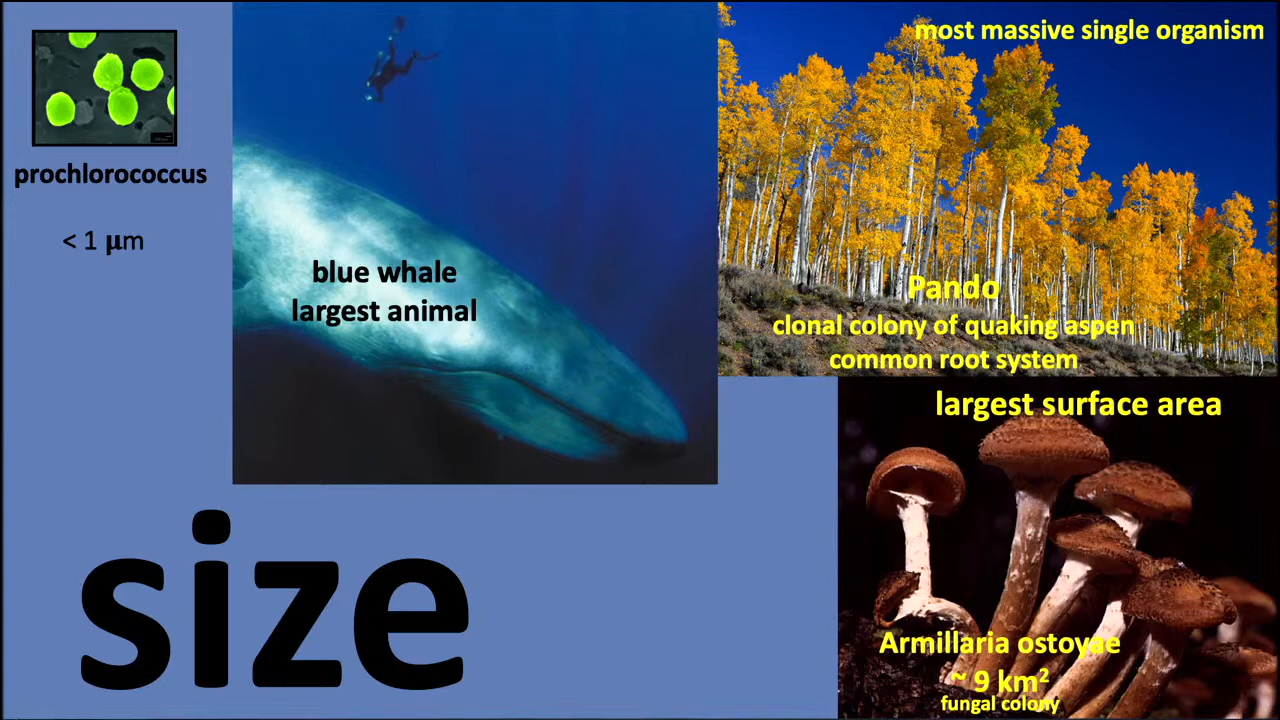 prochlorococcus
< 1 µm
blue whale
largest animal
most massive single organism
Pando
clonal colony of quaking aspen
common root system
largest surface area
Armillaria ostoyae
~ 9 km²
fungal colony
size